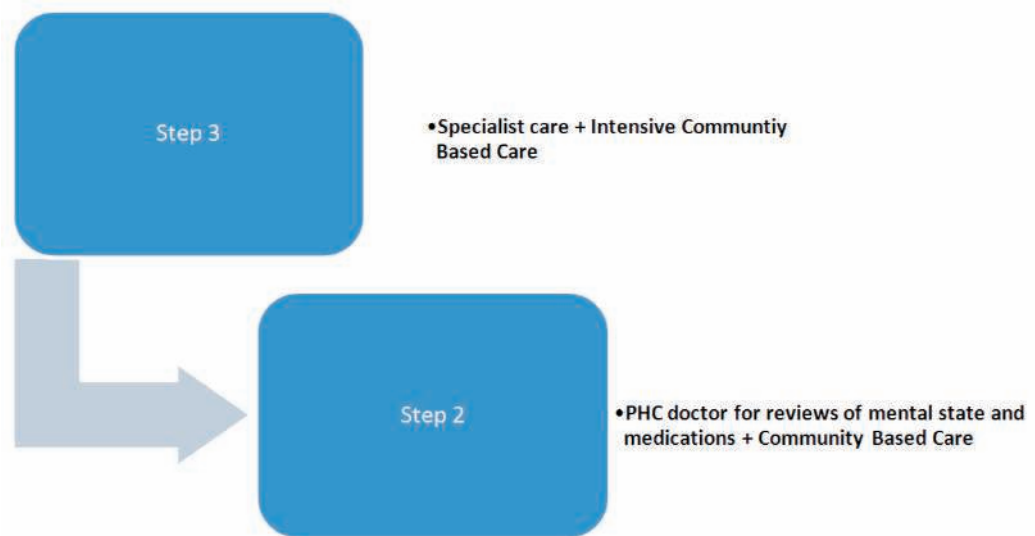 Step 3
•Specialist care + Intensive Communtiy
Based Care
Step 2
•PHC doctor for reviews of mental state and
medications + Community Based Care